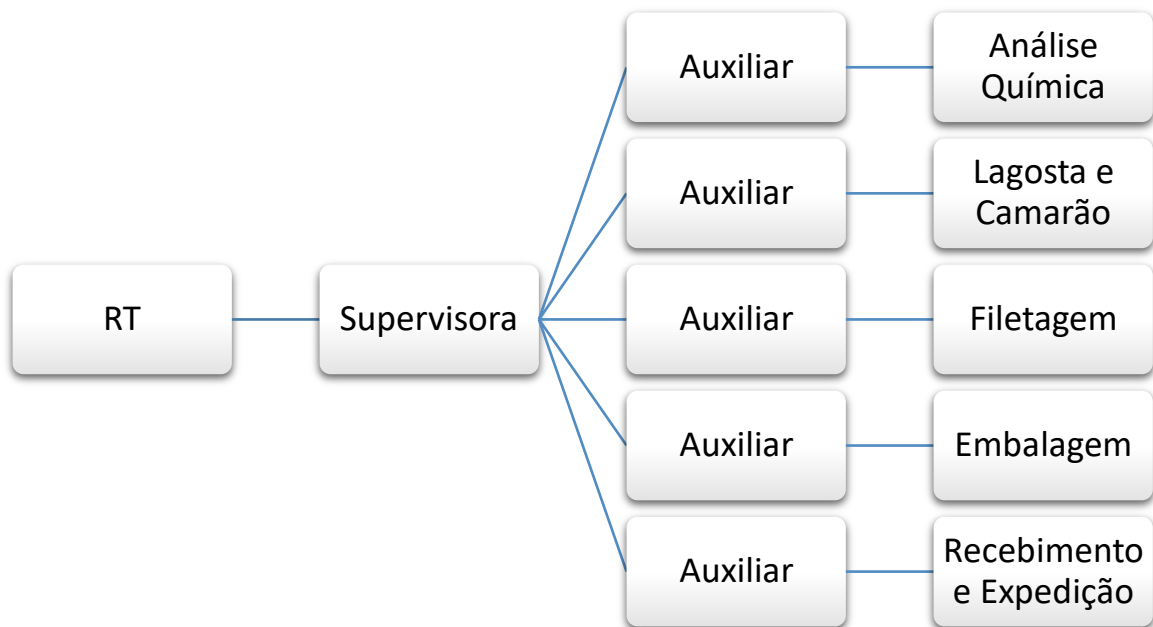 RT
Supervisora
Auxiliar
Análise
Química
Auxiliar
Lagosta e
Camarão
Auxiliar
Filetagem
Auxiliar
Embalagem
Auxiliar
Recebimento
e Expedição